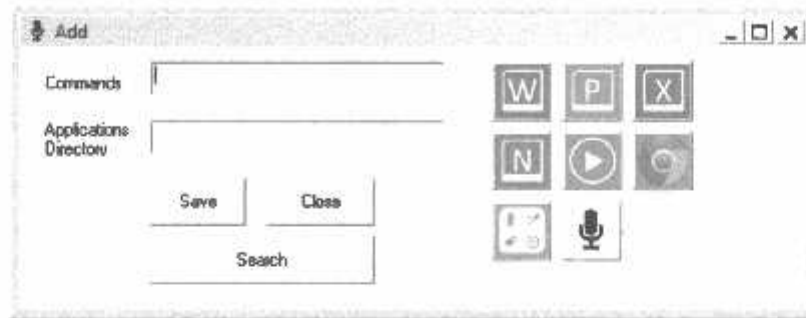 Add
Commands
Applications
Directory
Save Close
Search
W P X
N